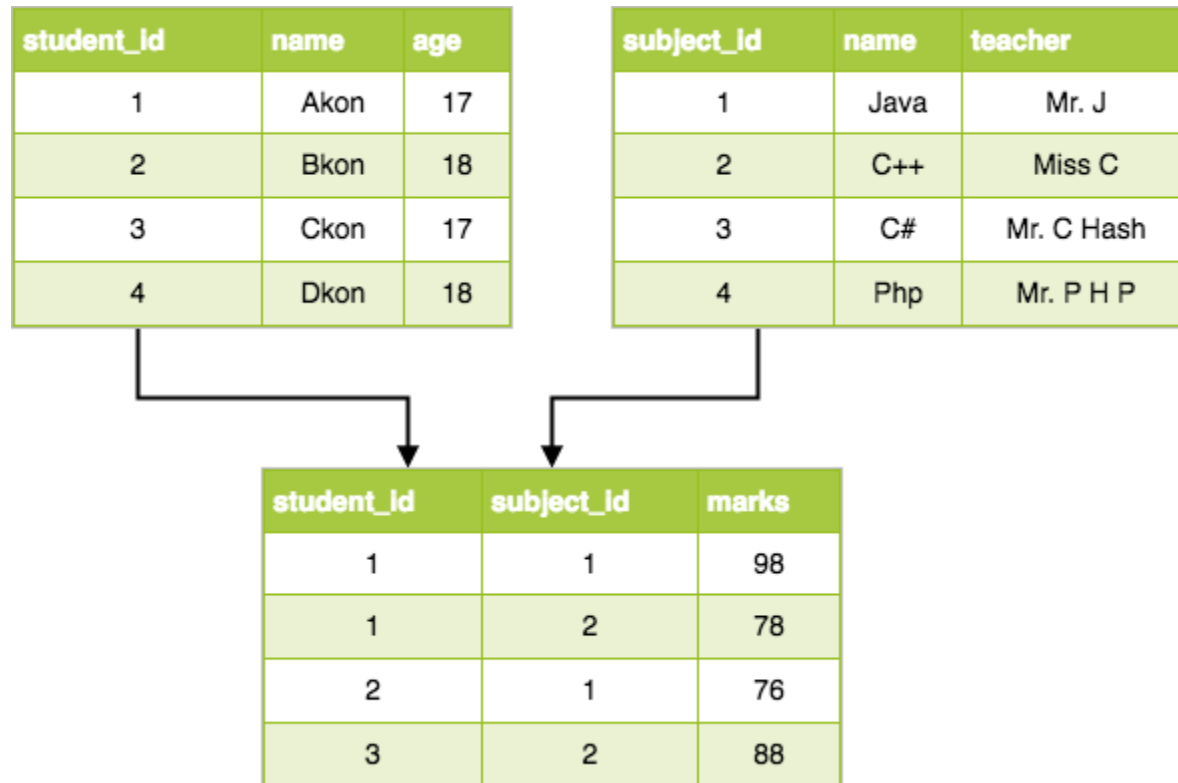 student_id name age
1 Akon 17
2 Bkon 18
3 Ckon 17
4 Dkon 18
subject_id name teacher
1 Java Mr. J
2 C++ Miss C
3 C# Mr. C Hash
4 Php Mr. P H P
student_id subject_id marks
1 1 98
1 2 78
2 1 76
3 2 88